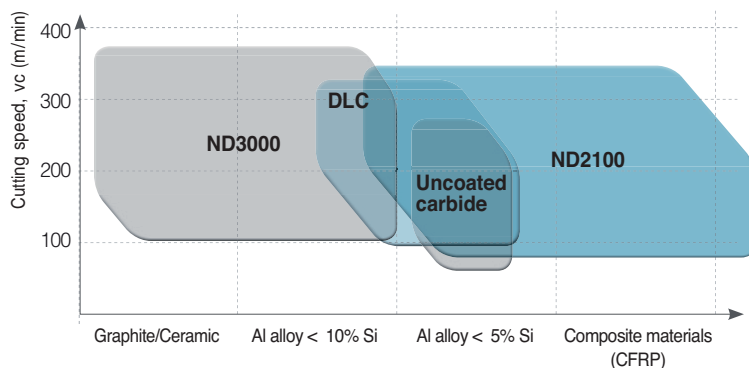 Cutting speed, vc (m/min)
400
300
200
100
DLC
ND3000
ND2100
Uncoated
carbide
Graphite/Ceramic
Al alloy < 10% Si
Al alloy < 5% Si
Composite materials
(CFRP)